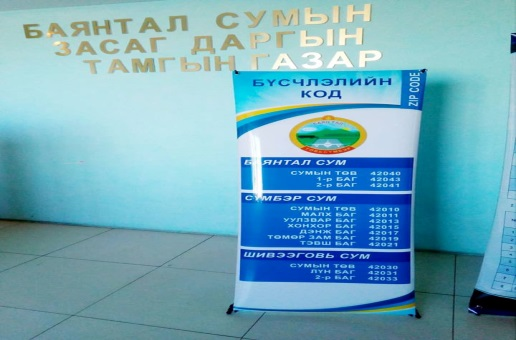 БАЯНТАЛ СУМЫН
ЗАСАГ ДАРГЫН
ТАМГЫН ГАЗАР
БҮСЧЛЭЛИЙН
КОД
ZIP CODE
БАЯНТАЛ СУМ
СУМЫН ТӨВ 42040
1-р БАГ 42043
2-р БАГ 42041
СҮМБЭР СУМ
СУМЫН ТӨВ 42010
МАЛХ БАГ 42011
УУЛЗВАР БАГ 42013
ХОНХОР БАГ 42015
ДЭНЖ БАГ 42017
ТӨМӨР ЗАМ БАГ 42019
ТЭВШ БАГ 42021
ШИВЭЭГОВЬ СУМ
СУМЫН ТӨВ 42030
ЛҮН БАГ 42031
2-р БАГ 42033